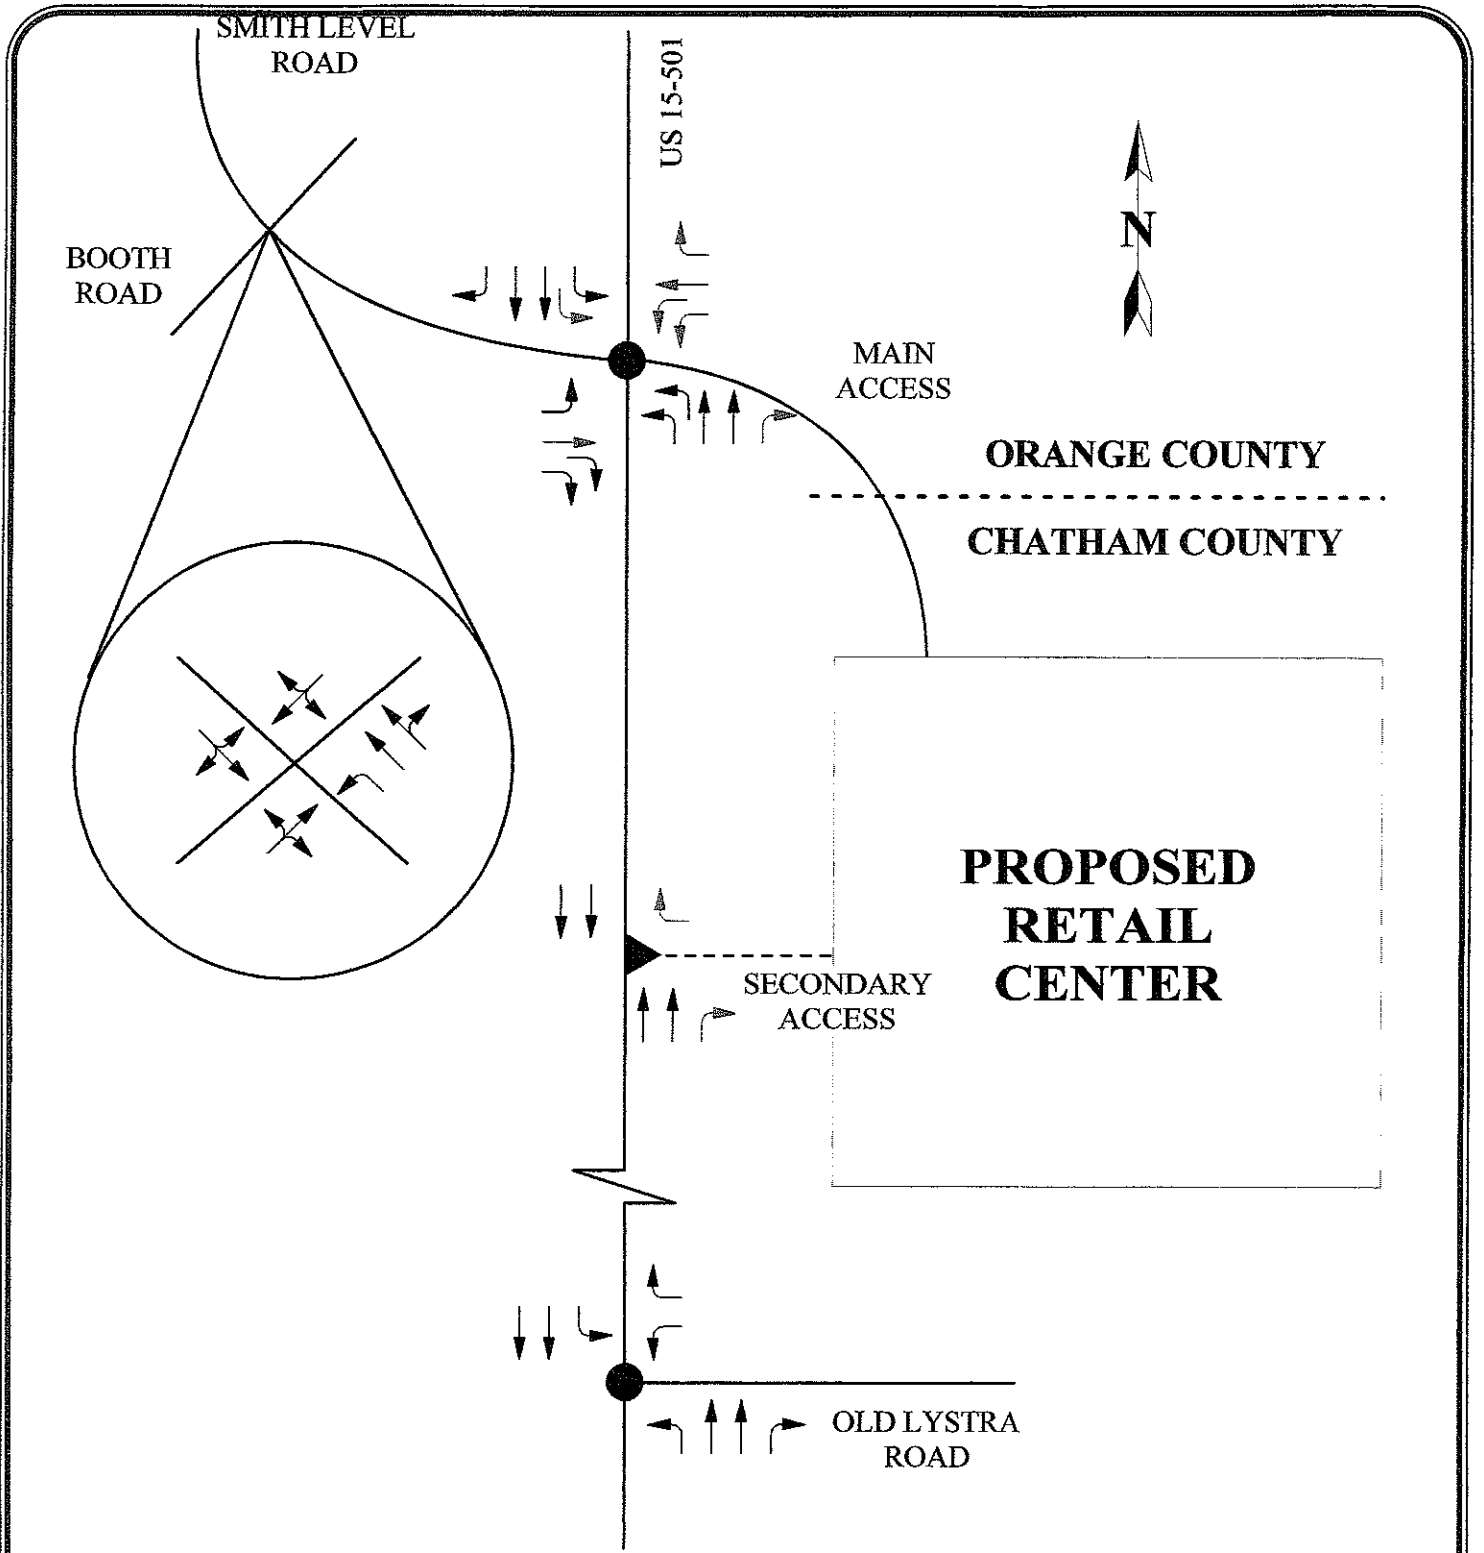 SMITH LEVEL
ROAD
US 15-501
N
BOOTH
ROAD
MAIN
ACCESS
ORANGE COUNTY
CHATHAM COUNTY
PROPOSED
RETAIL
CENTER
SECONDARY
ACCESS
OLD LYSTRA
ROAD